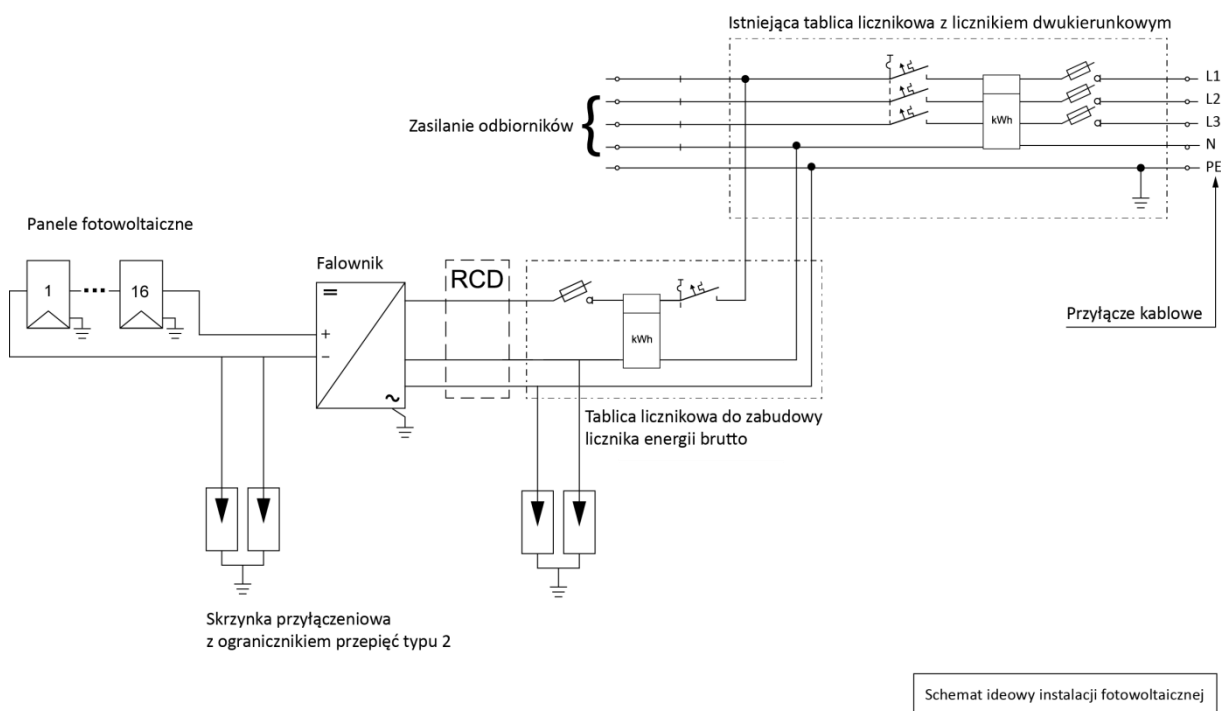 Istniejąca tablica licznikowa z licznikiem dwukierunkowym
L1
L2
L3
N
PE
kWh
Zasilanie odbiorników
Panele fotowoltaiczne
1
16
Falownik
RCD
kWh
Przyłącze kablowe
Tablica licznikowa do zabudowy
licznika energii brutto
Skrzynka przyłączeniowa
z ogranicznikiem przepięć typu 2
Schemat ideowy instalacji fotowoltaicznej